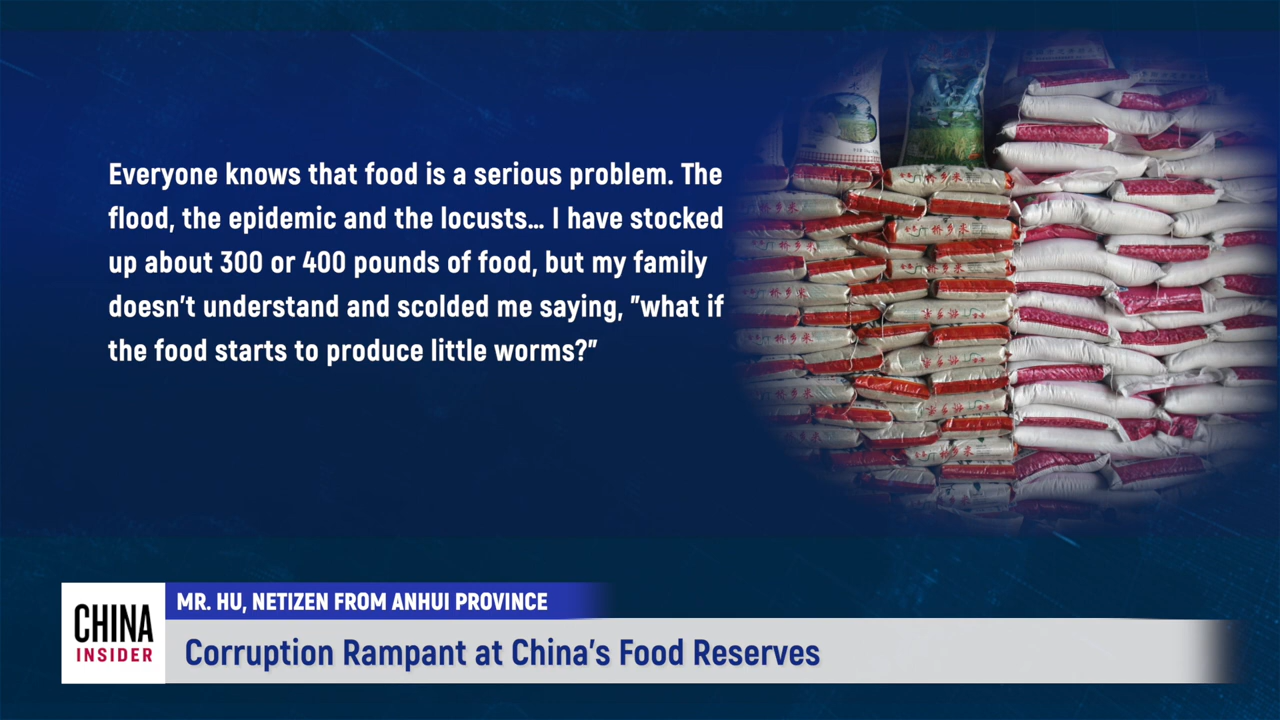 Everyone knows that food is a serious problem. The
flood, the epidemic and the locusts... I have stocked
up about 300 or 400 pounds of food, but my family
doesn't understand and scolded me saying, "what if
the food starts to produce little worms?"
CHINA
INSIDER
MR. HU, NETIZEN FROM ANHUI PROVINCE
Corruption Rampant at China's Food Reserves